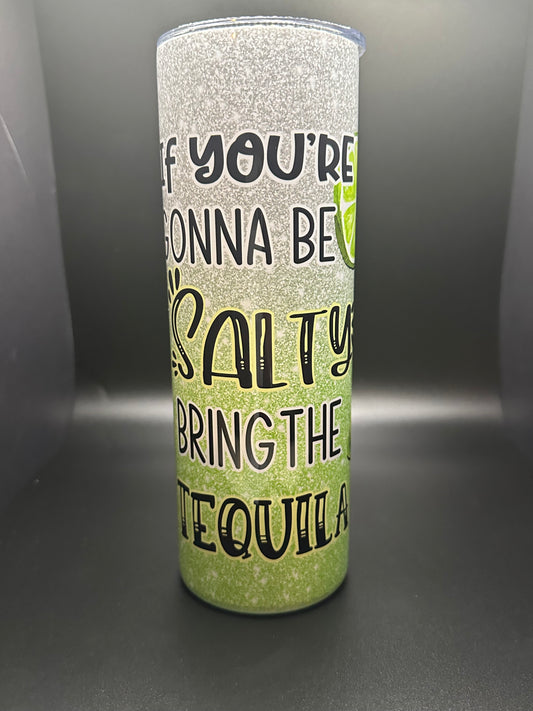 If YOU'RE
GONNA BE
SALTY
BRING THE
TEQUILA